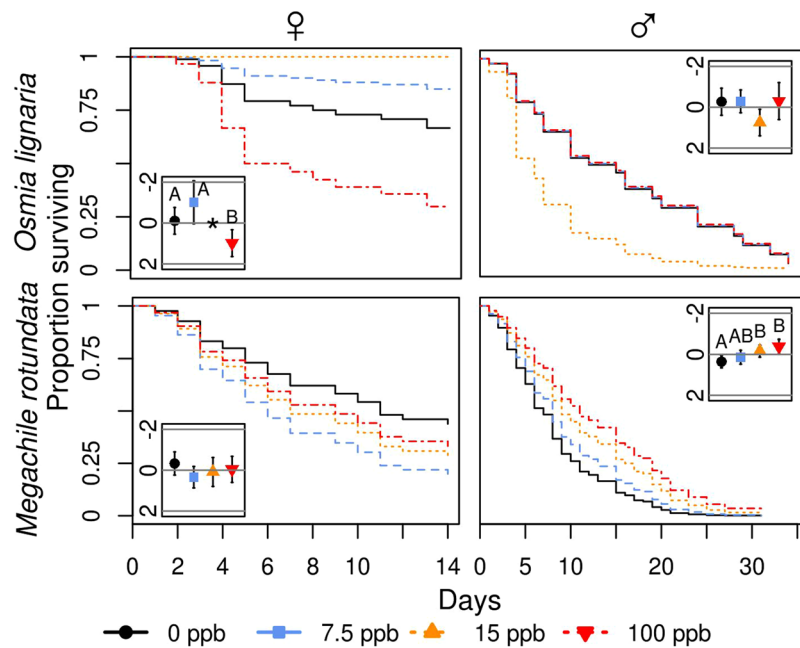 ♀ ♂
Osmia lignaria
Megachile rotundata
Proportion surviving
1
0.75
0.25
0
-2
0
2
A A * B
-2
0
2
1
0.75
0.25
0
-2
0
2
-2
0
2
A AB B B
0 2 4 6 8 10 14
0 5 10 20 30
Days
0 ppb 7.5 ppb 15 ppb 100 ppb